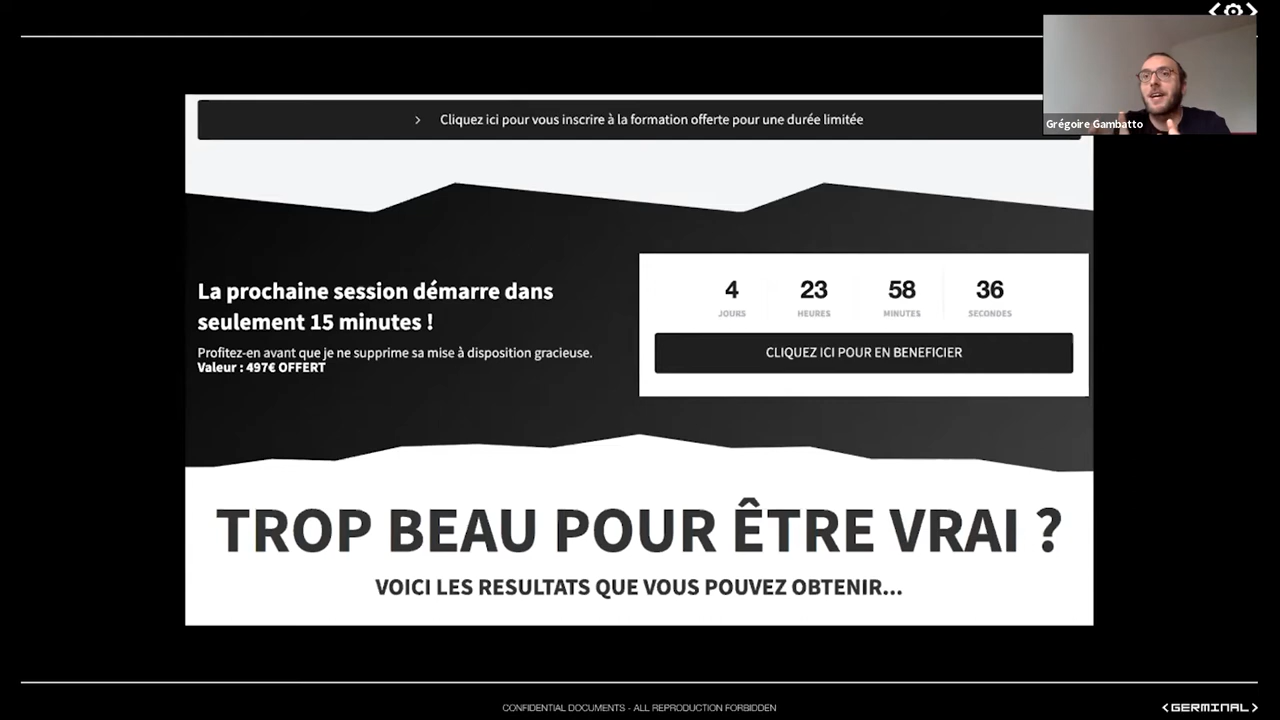 Grégoire Gambatto
> Cliquez ici pour vous inscrire à la formation offerte pour une durée limitée
La prochaine session démarre dans
seulement 15 minutes !
Profitez-en avant que je ne supprime sa mise à disposition gracieuse.
Valeur : 497€ OFFERT
4 23 58 36
JOURS HEURES MINUTES SECONDES
CLIQUEZ ICI POUR EN BENEFICIER
TROP BEAU POUR ÊTRE VRAI ?
VOICI LES RESULTATS QUE VOUS POUVEZ OBTENIR...
CONFIDENTIAL DOCUMENTS - ALL REPRODUCTION FORBIDDEN
<GERMINAL>